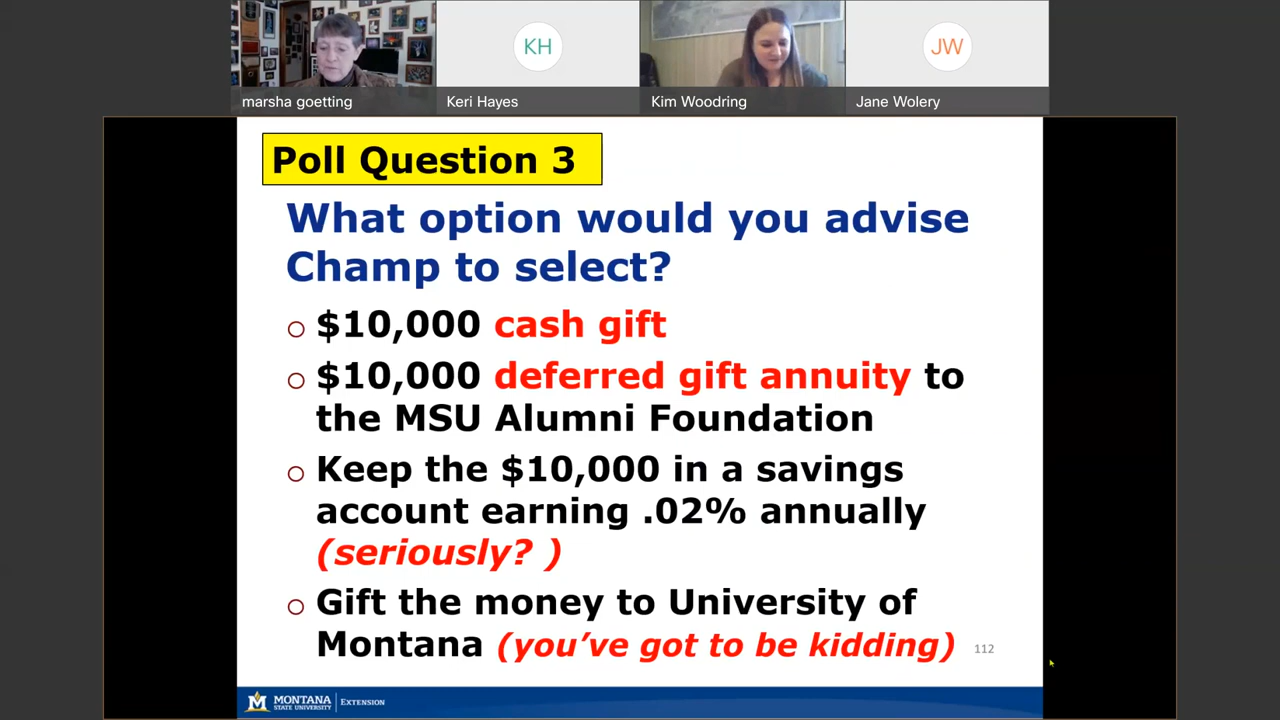 KH
JW
marsha goetting
Keri Hayes
Kim Woodring
Jane Wolery
Poll Question 3
What option would you advise
Champ to select?
$10,000 cash gift
$10,000 deferred gift annuity to
the MSU Alumni Foundation
Keep the $10,000 in a savings
account earning .02% annually
(seriously? )
Gift the money to University of
Montana (you've got to be kidding)
112
M MONTANA
STATE UNIVERSITY
EXTENSION